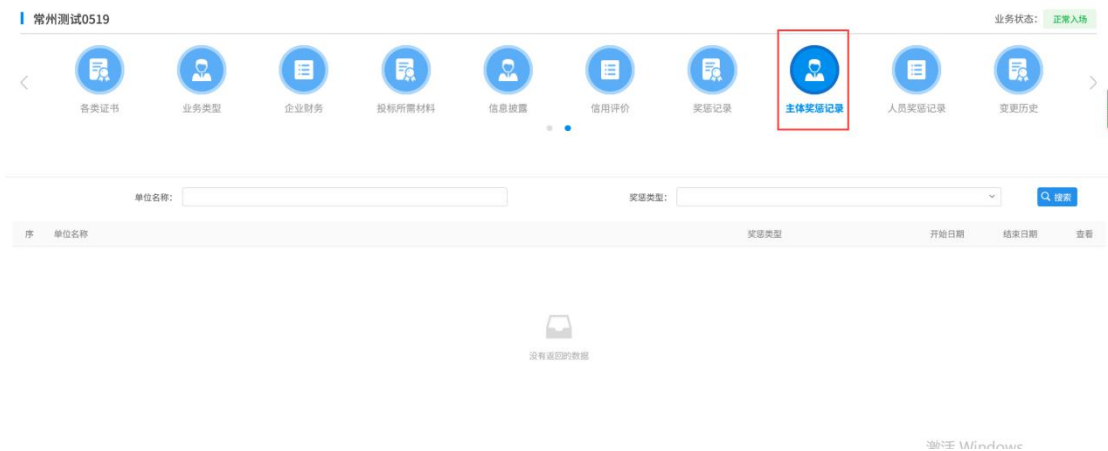 常州测试0519
业务状态： 正常入场
各类证书 业务类型 企业财务 投标所需材料 信息披露 信用评价 奖惩记录 主体奖惩记录 人员奖惩记录 变更历史
单位名称： 奖惩类型： 搜索
序 单位名称 奖惩类型 开始日期 结束日期 查看
没有返回的数据
激活 Windows